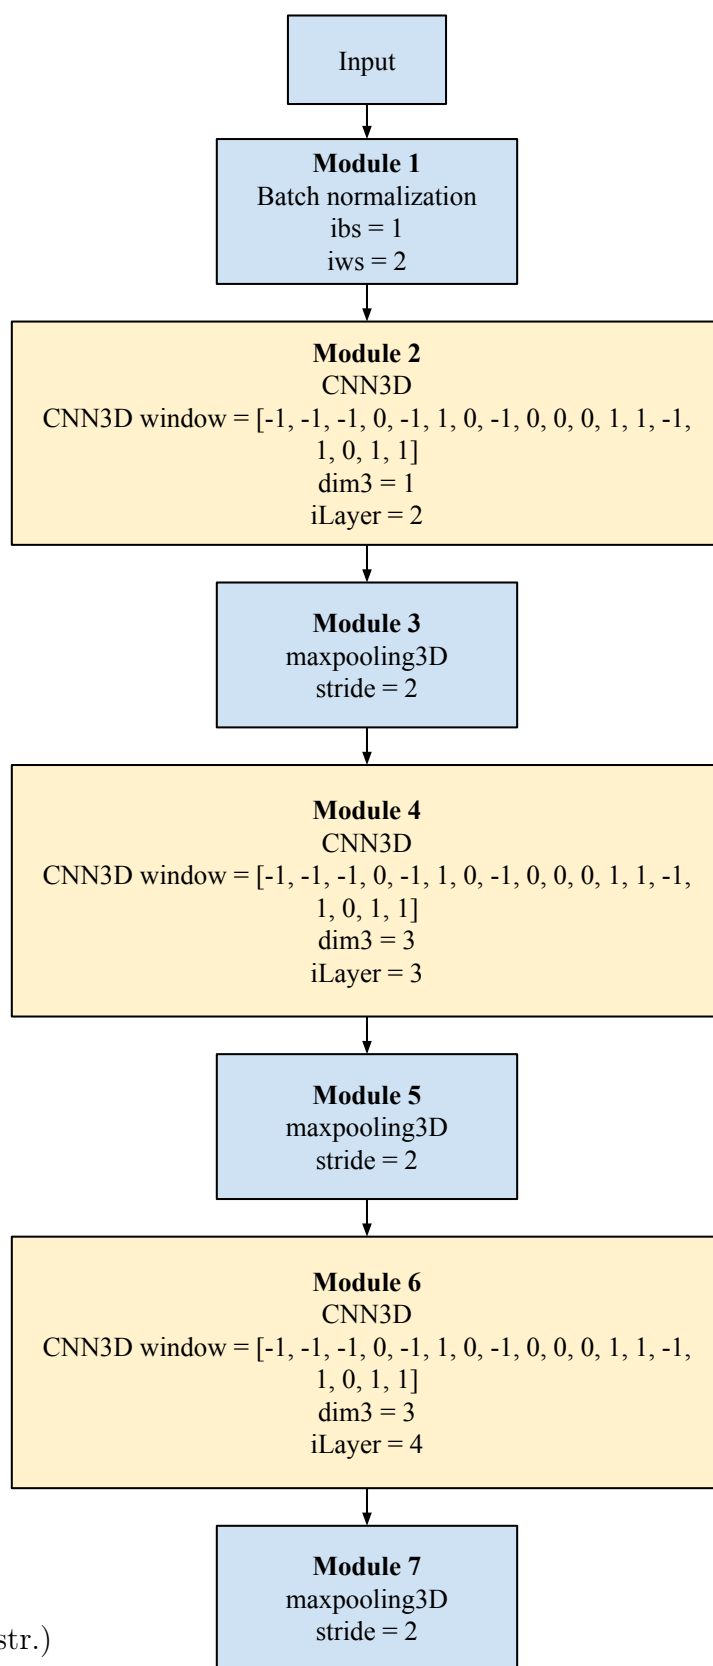 Input
Module 1
Batch normalization
ibs = 1
iws = 2
Module 2
CNN3D
CNN3D window = [-1, -1, -1, 0, -1, 1, 0, -1, 0, 0, 0, 1, 1, -1,
1, 0, 1, 1]
dim3 = 1
iLayer = 2
Module 3
maxpooling3D
stride = 2
Module 4
CNN3D
CNN3D window = [-1, -1, -1, 0, -1, 1, 0, -1, 0, 0, 0, 1, 1, -1,
1, 0, 1, 1]
dim3 = 3
iLayer = 3
Module 5
maxpooling3D
stride = 2
Module 6
CNN3D
CNN3D window = [-1, -1, -1, 0, -1, 1, 0, -1, 0, 0, 0, 1, 1, -1,
1, 0, 1, 1]
dim3 = 3
iLayer = 4
Module 7
maxpooling3D
stride = 2
str.)